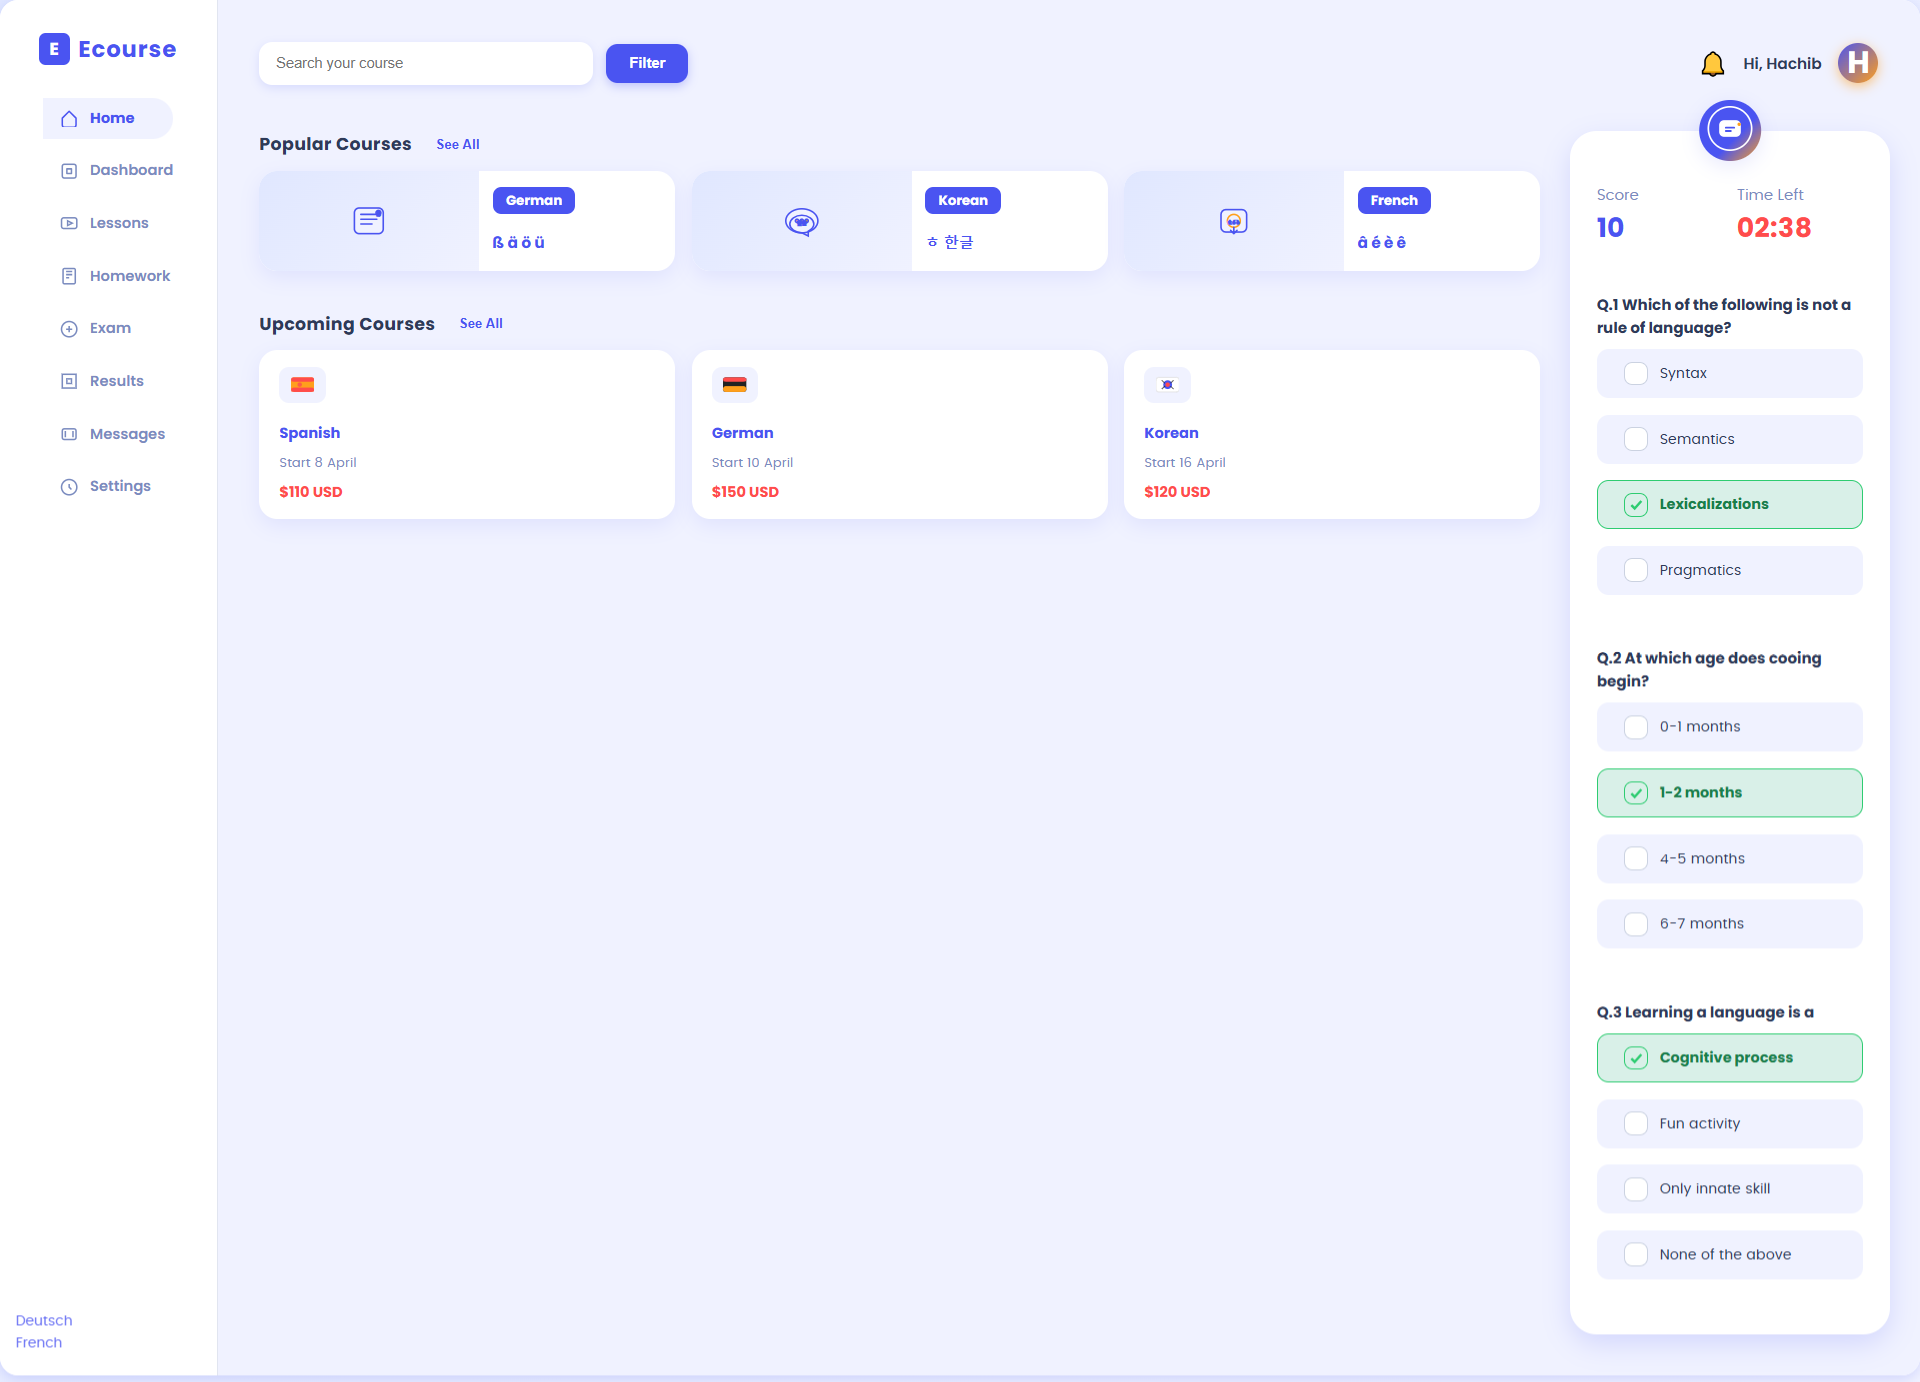 E Ecourse
Home
Dashboard
Lessons
Homework
Exam
Results
Messages
Settings
Deutsch
French
Search your course
Filter
Hi, Hachib
H
Popular Courses
See All
German
ß ä ö ü
Korean
ㅎ 한글
French
â é è ê
Upcoming Courses
See All
Spanish
Start 8 April
$110 USD
German
Start 10 April
$150 USD
Korean
Start 16 April
$120 USD
Score
10
Time Left
02:38
Q.1 Which of the following is not a
rule of language?
Syntax
Semantics
Lexicalizations
Pragmatics
Q.2 At which age does cooing
begin?
0-1 months
1-2 months
4-5 months
6-7 months
Q.3 Learning a language is a
Cognitive process
Fun activity
Only innate skill
None of the above